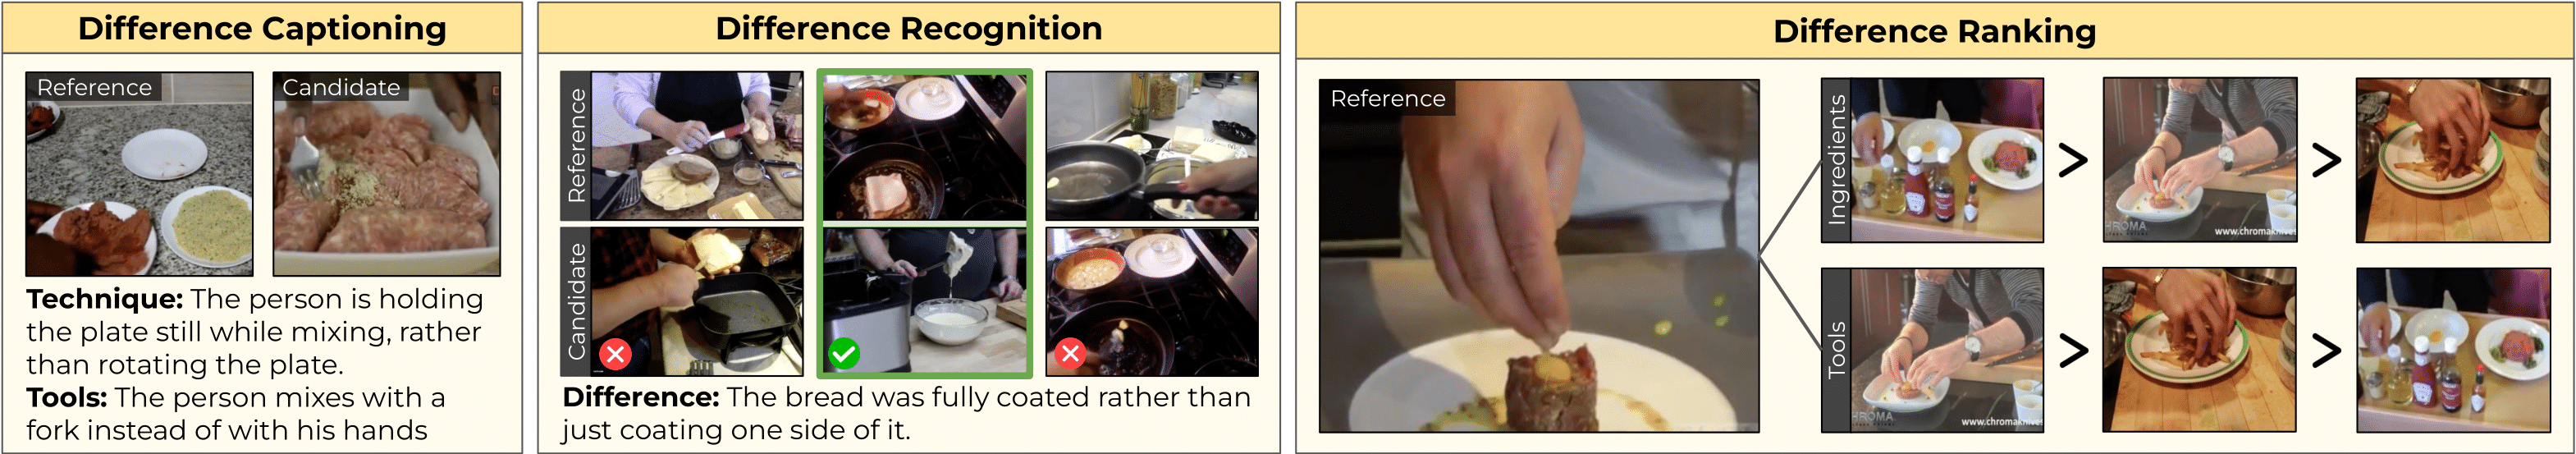 Difference Captioning
Reference
Candidate
Technique: The person is holding
the plate still while mixing, rather
than rotating the plate.
Tools: The person mixes with a
fork instead of with his hands
Difference Recognition
Reference
Candidate
Difference: The bread was fully coated rather than
just coating one side of it.
Difference Ranking
Reference
Ingredients
>
>
HROMA
www.chromaknives
Tools
>
>
HROMA
www.chromaknives